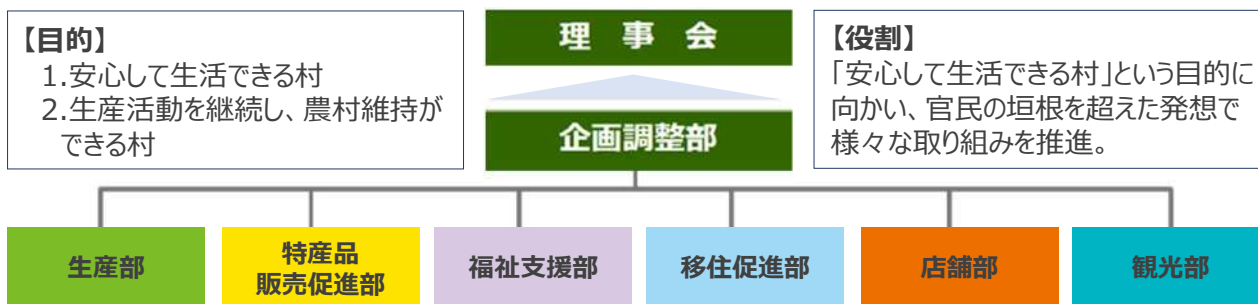 【目的】
1.安心して生活できる村
2.生産活動を継続し、農村維持が
できる村
理 事 会
企画調整部
【役割】
「安心して生活できる村」という目的に
向かい、官民の垣根を超えた発想で
様々な取り組みを推進。
生産部
特産品
販売促進部
福祉支援部
移住促進部
店舗部
観光部